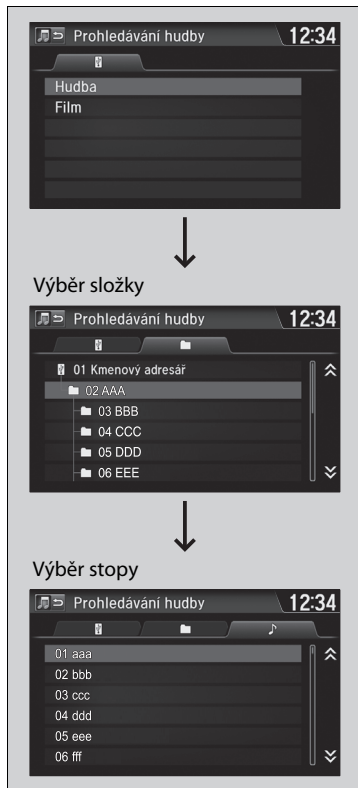 Prohledávání hudby 12:34
Hudba
Film
Výběr složky
Prohledávání hudby 12:34
01 Kmenový adresář
02 AAA
03 BBB
04 CCC
05 DDD
06 EEE
Výběr stopy
Prohledávání hudby 12:34
01 aaa
02 bbb
03 ccc
04 ddd
05 eee
06 fff